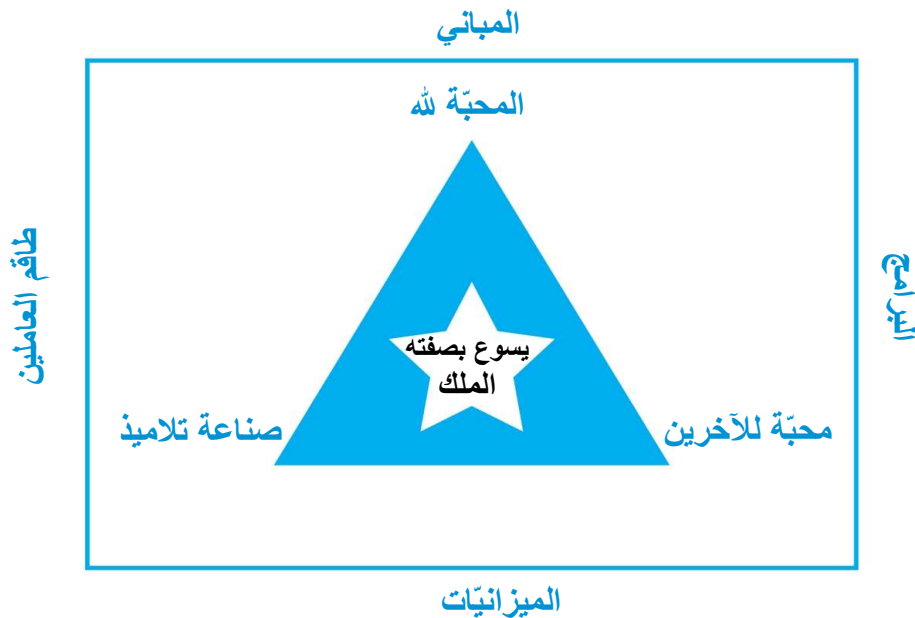 المباني
المحبّة لله
طاقم العاملين
البرامج
يسوع بصفته
الملك
محبّة للآخرين
صناعة تلاميذ
الميزانيّات